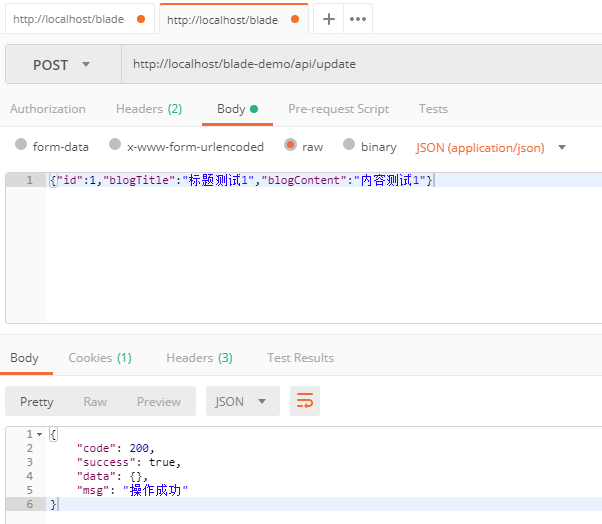 http://localhost/blade http://localhost/blade + •••
POST http://localhost/blade-demo/api/update
Authorization Headers (2) Body Pre-request Script Tests
form-data x-www-form-urlencoded raw binary JSON (application/json)
1 {"id":1,"blogTitle":"标题测试1","blogContent":"内容测试1"}
Body Cookies (1) Headers (3) Test Results
Pretty Raw Preview JSON
1 {
2 "code": 200,
3 "success": true,
4 "data": {},
5 "msg": "操作成功"
6 }